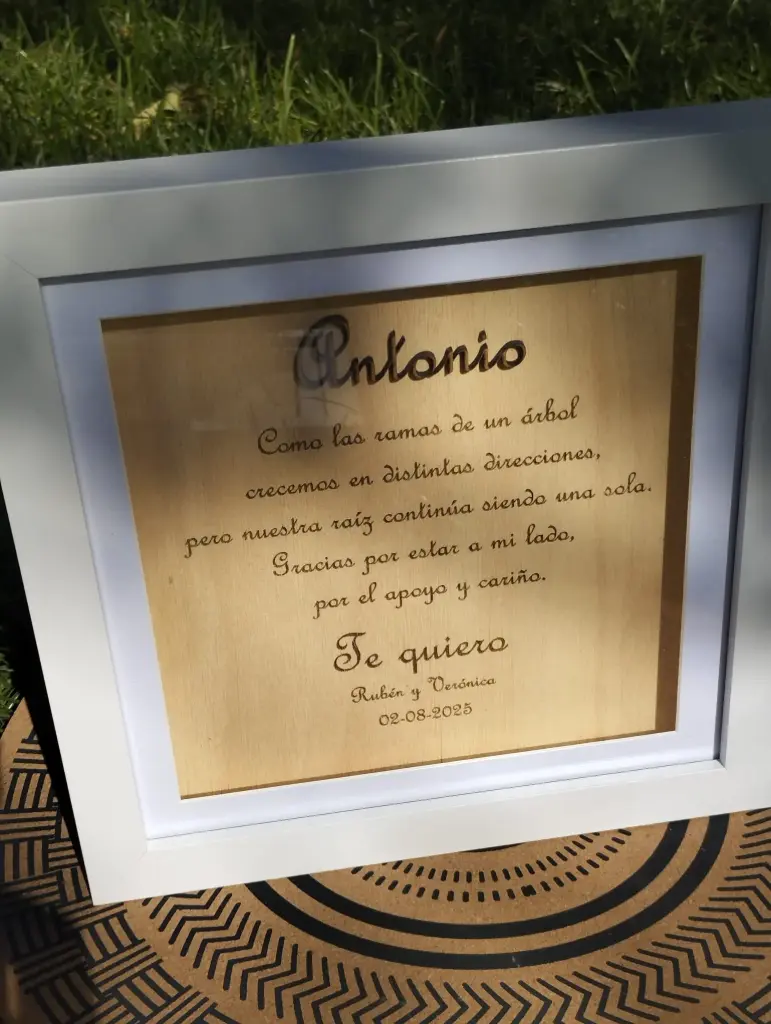 Antonio
Como las ramas de un árbol
crecemos en distintas direcciones,
pero nuestra raíz continúa siendo una sola.
Gracias por estar a mi lado,
por el apoyo y cariño.
Te quiero
Rubén y Verónica
02-08-2025